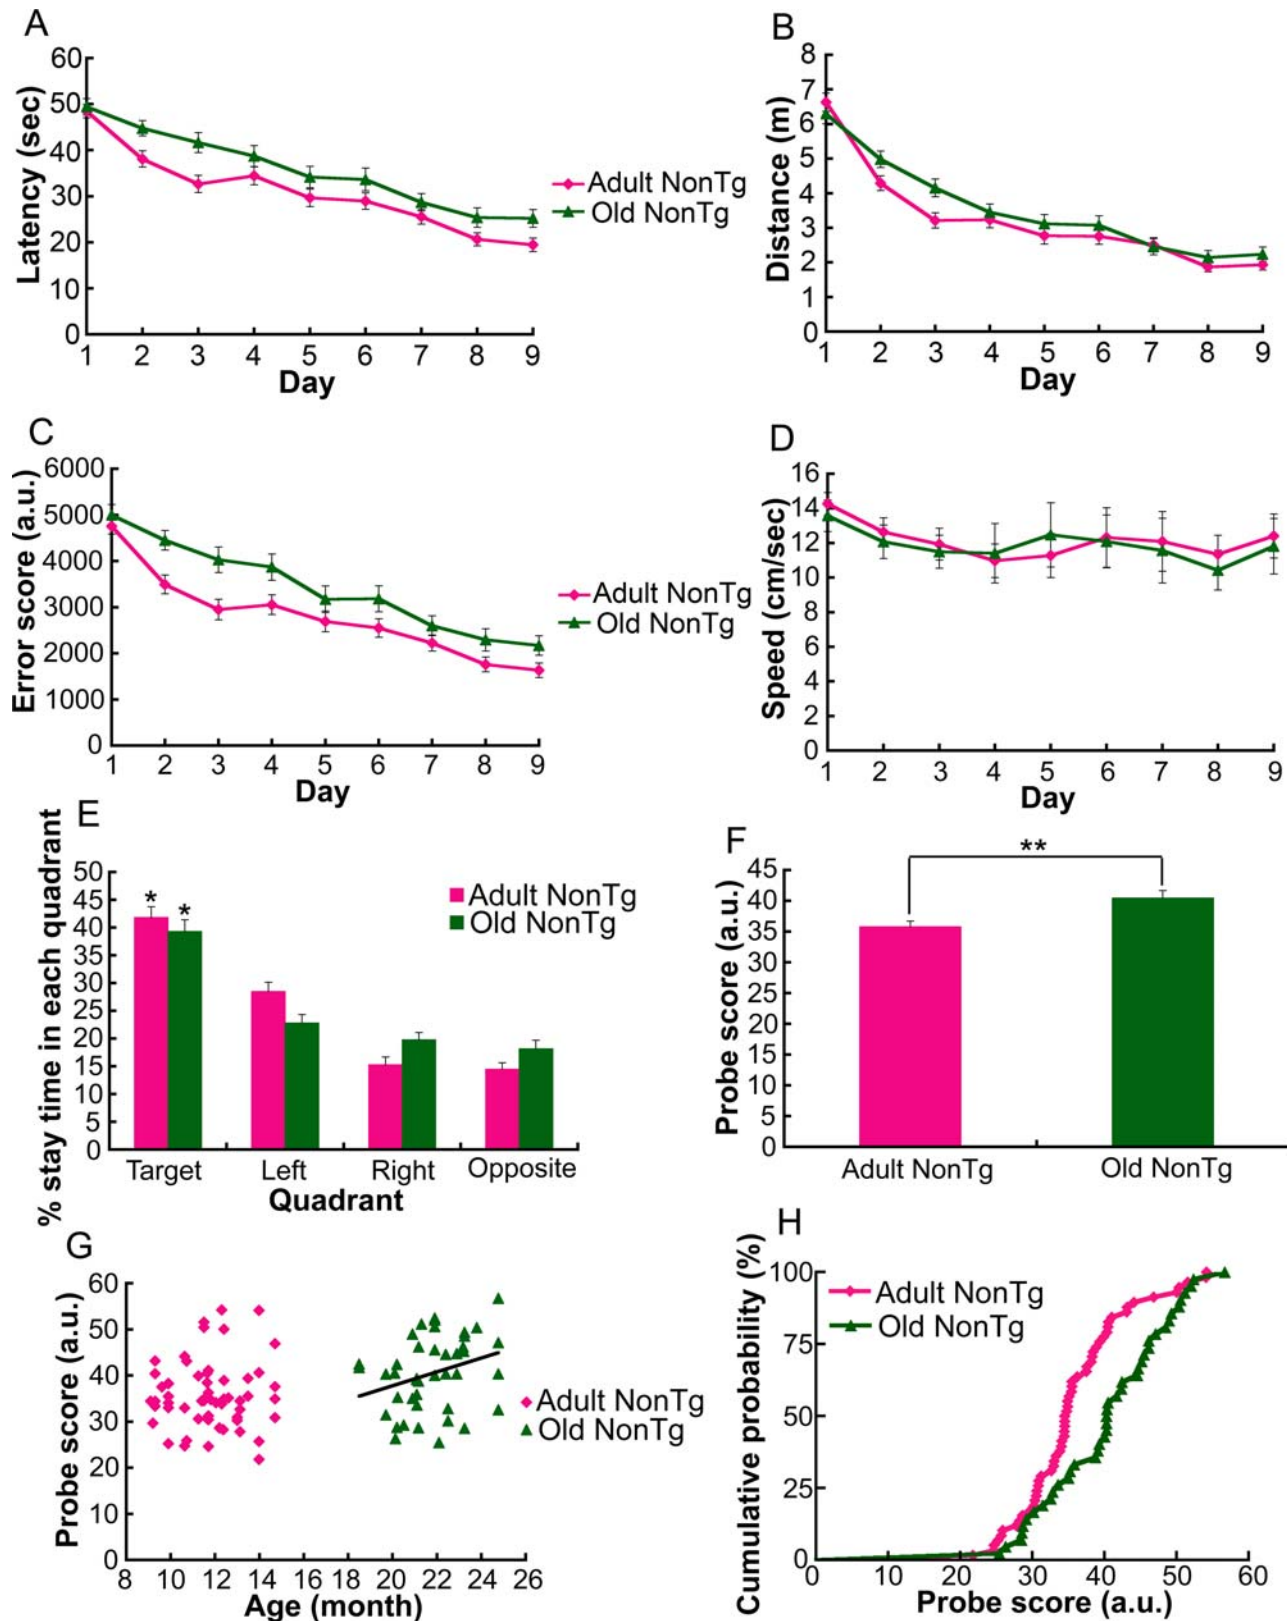 A
Latency (sec)
60
50
40
30
20
10
0
1 2 3 4 5 6 7 8 9
Day
Adult NonTg
Old NonTg
B
Distance (m)
8
7
6
5
4
3
2
1
0
1 2 3 4 5 6 7 8 9
Day
C
Error score (a.u.)
6000
5000
4000
3000
2000
1000
0
1 2 3 4 5 6 7 8 9
Day
Adult NonTg
Old NonTg
D
Speed (cm/sec)
16
14
12
10
8
6
4
2
0
1 2 3 4 5 6 7 8 9
Day
E
% stay time in each quadrant
50
45
40
35
30
25
20
15
10
5
0
* *
Adult NonTg
Old NonTg
Target Left Right Opposite
Quadrant
F
Probe score (a.u.)
45
40
35
30
25
20
15
10
5
0
**
Adult NonTg Old NonTg
G
Probe score (a.u.)
60
50
40
30
20
10
0
8 10 12 14 16 18 20 22 24 26
Age (month)
Adult NonTg
Old NonTg
H
Cumulative probability (%)
100
75
50
25
0
Adult NonTg
Old NonTg
0 10 20 30 40 50 60
Probe score (a.u.)